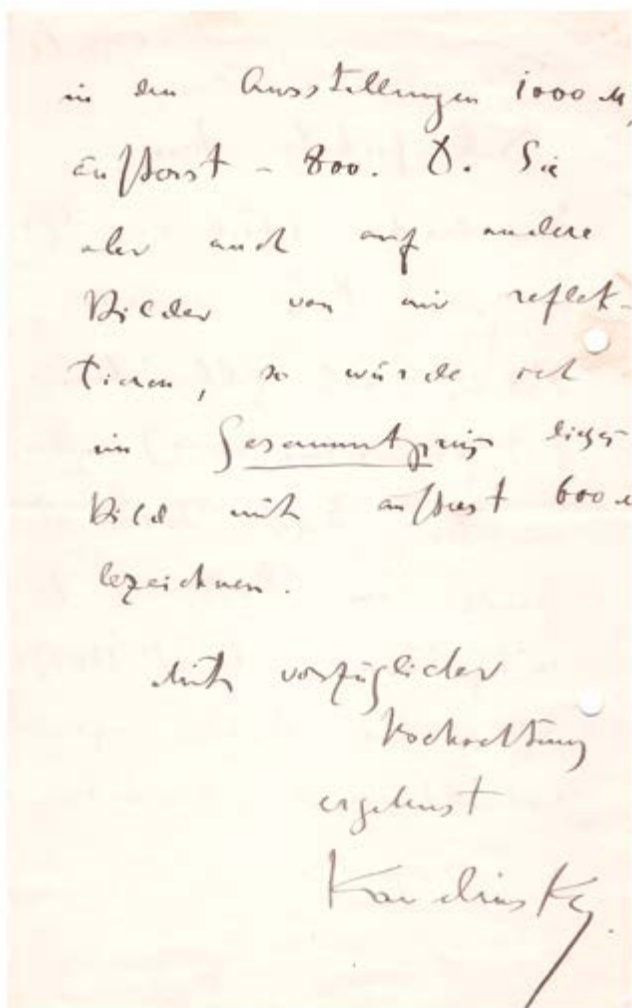 in den Ausstellungen 1000 M,
äußerst – 800. D. Sie
aber auch auf andere
Bilder von mir reflek-
tieren, so würde ich
im Gesammtpreis dieses
Bild mit äußerst 600 M
bezeichnen.
Mit vorzüglicher
Hochachtung
ergebenst
Kandinsky.